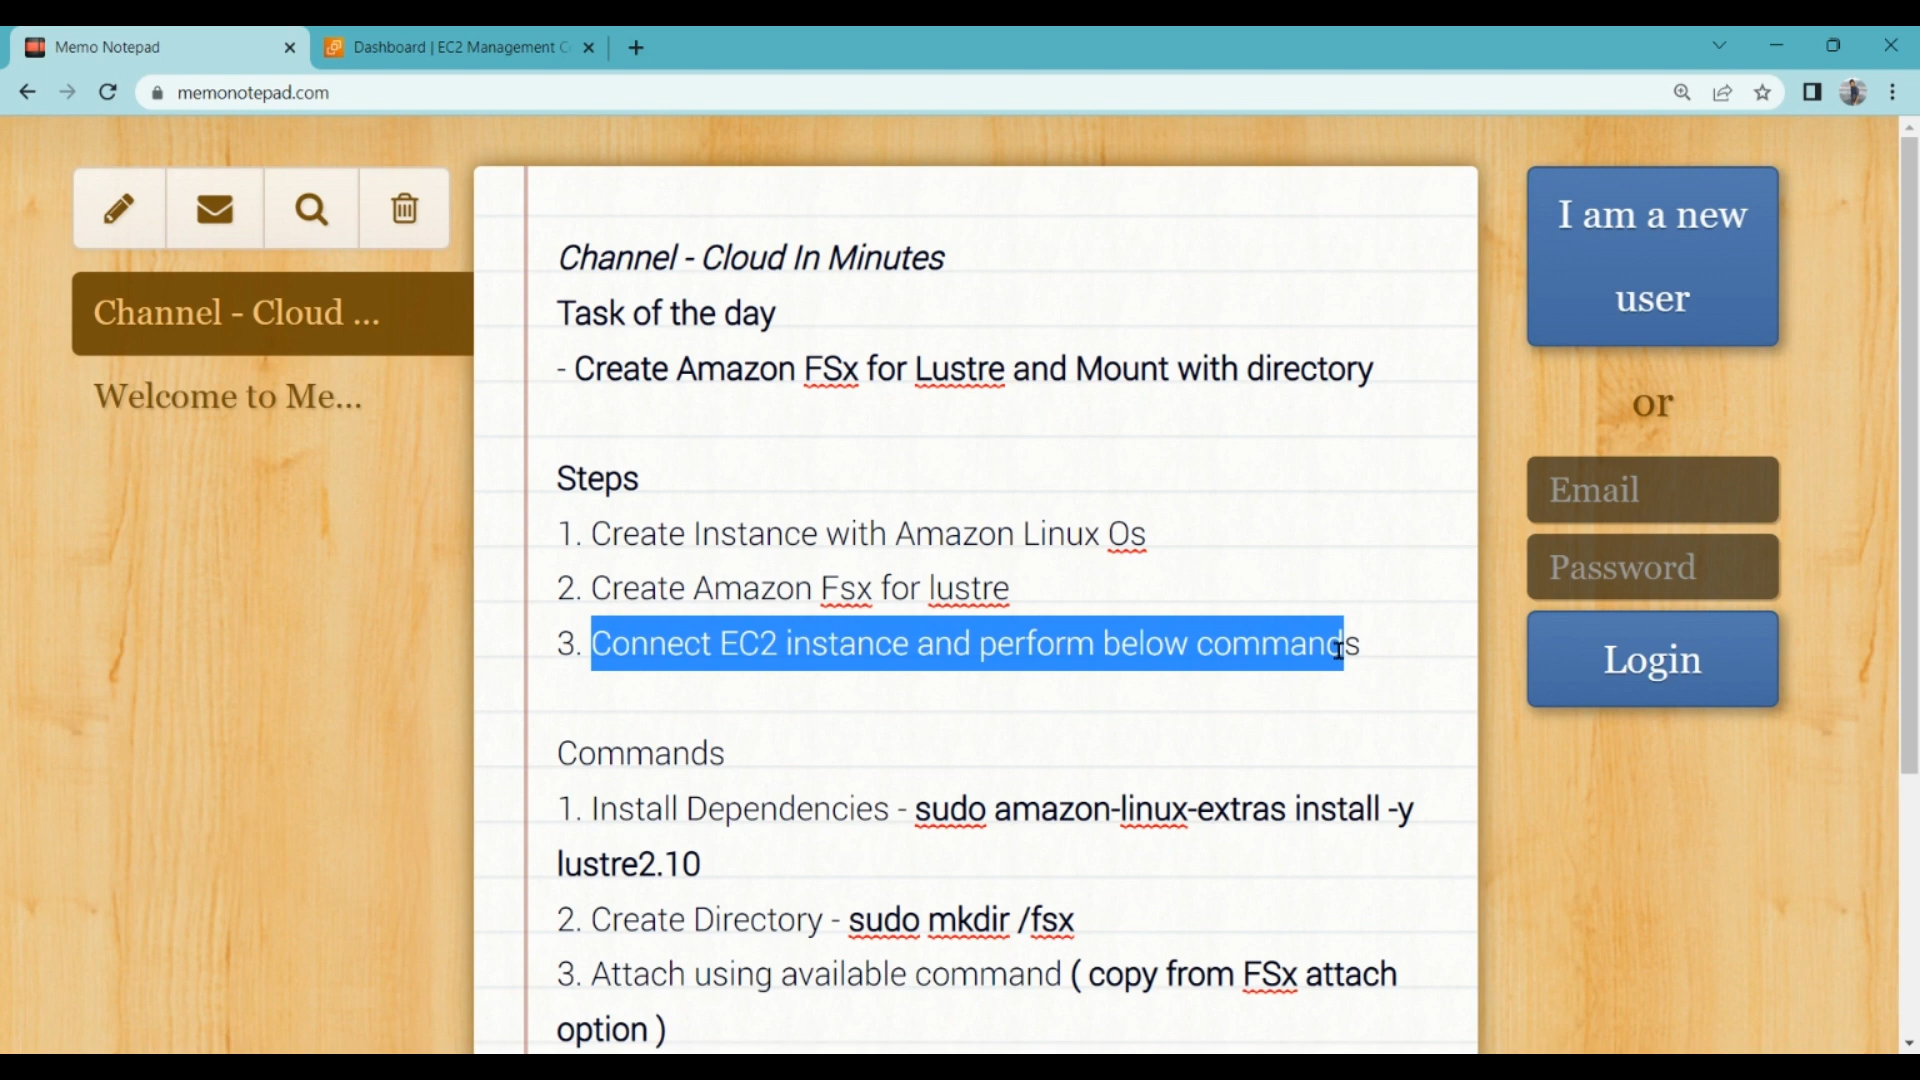 Memo Notepad
Dashboard | EC2 Management C
memonotepad.com
Channel - Cloud ...
Welcome to Me...
Channel - Cloud In Minutes
Task of the day
- Create Amazon FSx for Lustre and Mount with directory
Steps
1. Create Instance with Amazon Linux Os
2. Create Amazon Fsx for lustre
3. Connect EC2 instance and perform below commands
Commands
1. Install Dependencies - sudo amazon-linux-extras install -y
lustre2.10
2. Create Directory - sudo mkdir /fsx
3. Attach using available command ( copy from FSx attach
option )
I am a new
user
or
Email
Password
Login